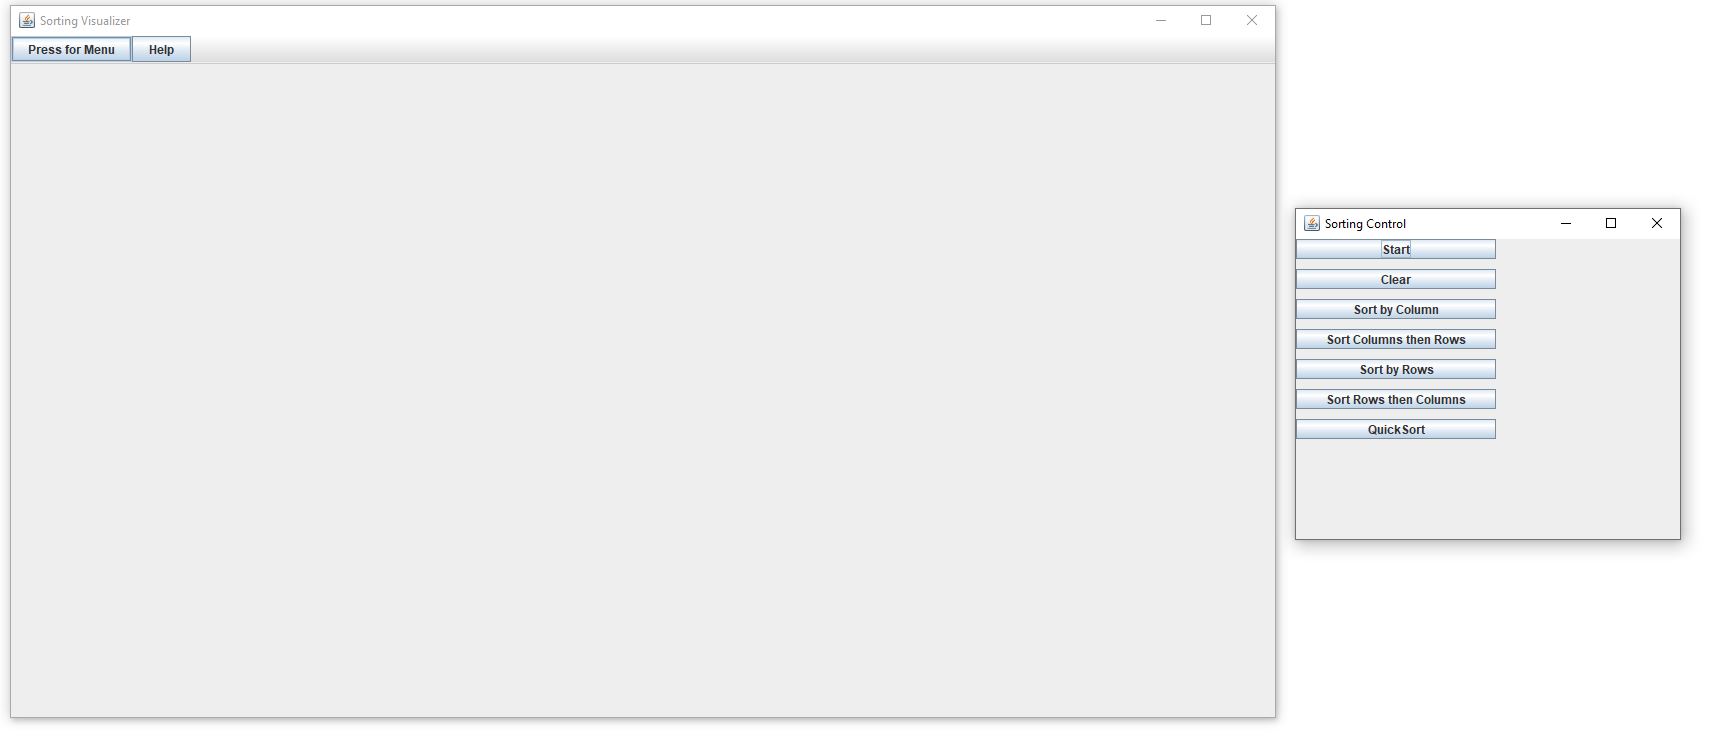 Sorting Visualizer
Press for Menu Help
Sorting Control
Start
Clear
Sort by Column
Sort Columns then Rows
Sort by Rows
Sort Rows then Columns
QuickSort